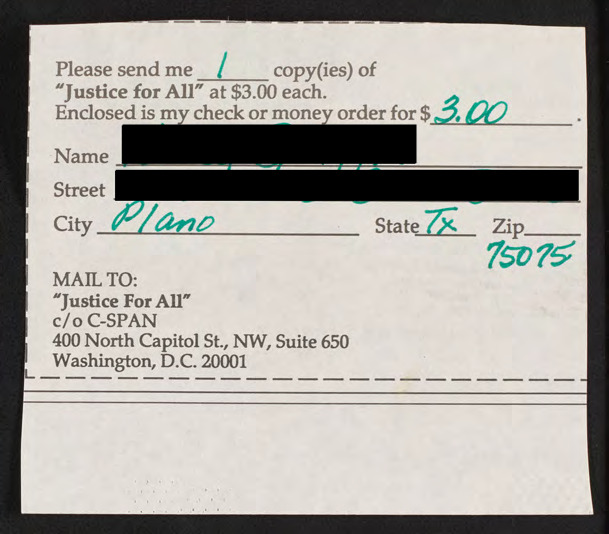 Please send me 1 copy(ies) of
"Justice for All" at $3.00 each.
Enclosed is my check or money order for $ 3.00 .
Name
Street
City Plano State Tx Zip
75075
MAIL TO:
"Justice For All"
c/o C-SPAN
400 North Capitol St., NW, Suite 650
Washington, D.C. 20001